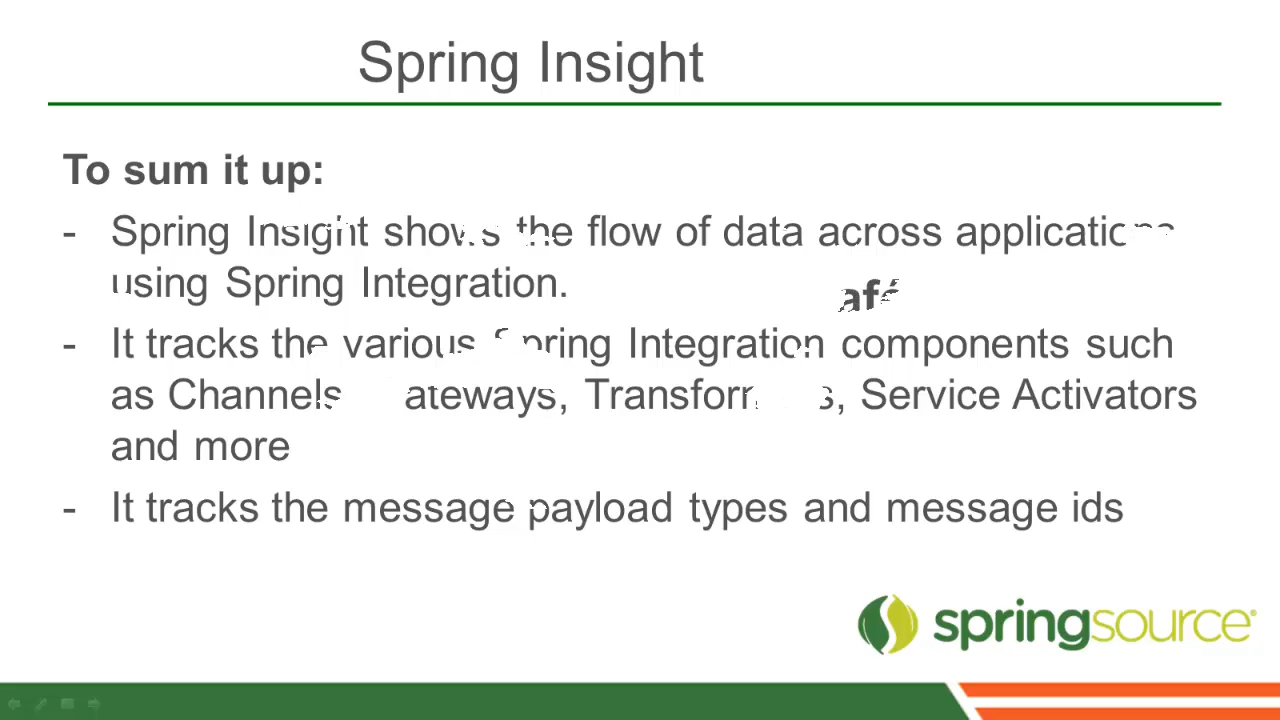 Spring Insight
To sum it up:
- Spring Insight shows the flow of data across applications
using Spring Integration.
afé
- It tracks the various Spring Integration components such
as Channels Gateways, Transformers, Service Activators
and more
- It tracks the message payload types and message ids
springsource